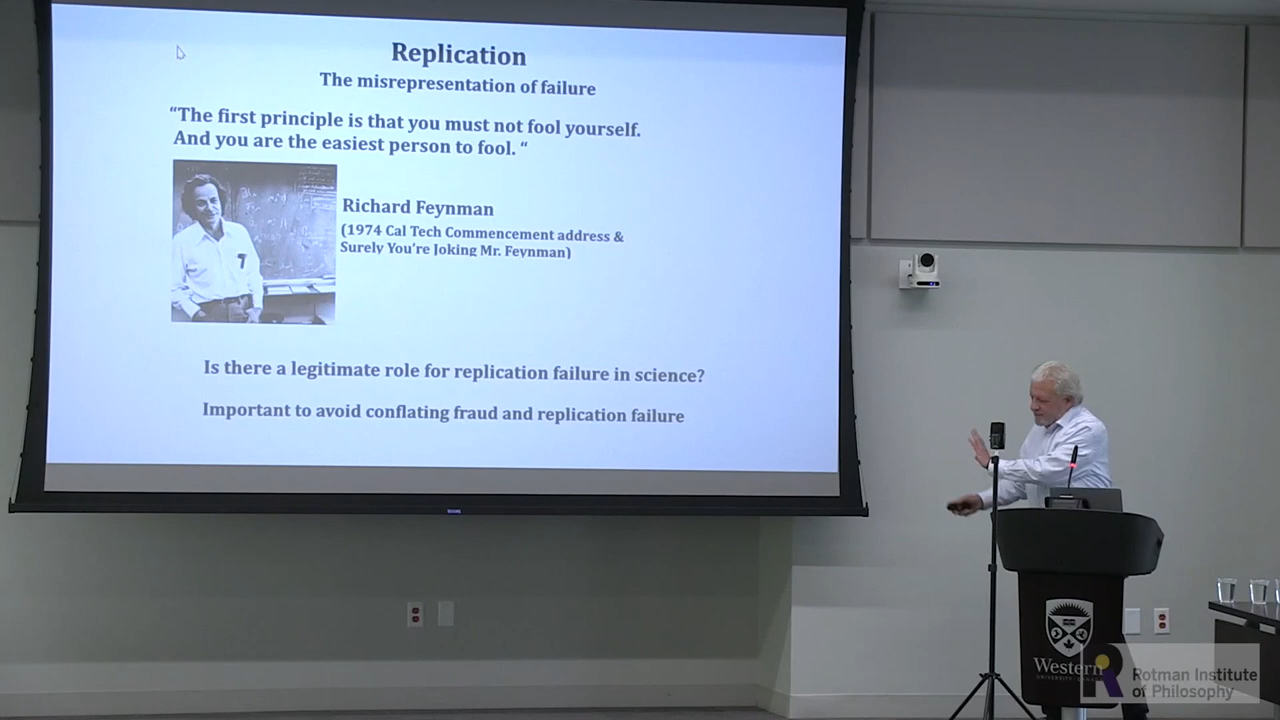 Replication
The misrepresentation of failure
“The first principle is that you must not fool yourself.
And you are the easiest person to fool. “
Richard Feynman
(1974 Cal Tech Commencement address &
Surely You’re Joking Mr. Feynman)
Is there a legitimate role for replication failure in science?
Important to avoid conflating fraud and replication failure
Western
Rotman Institute
of Philosophy